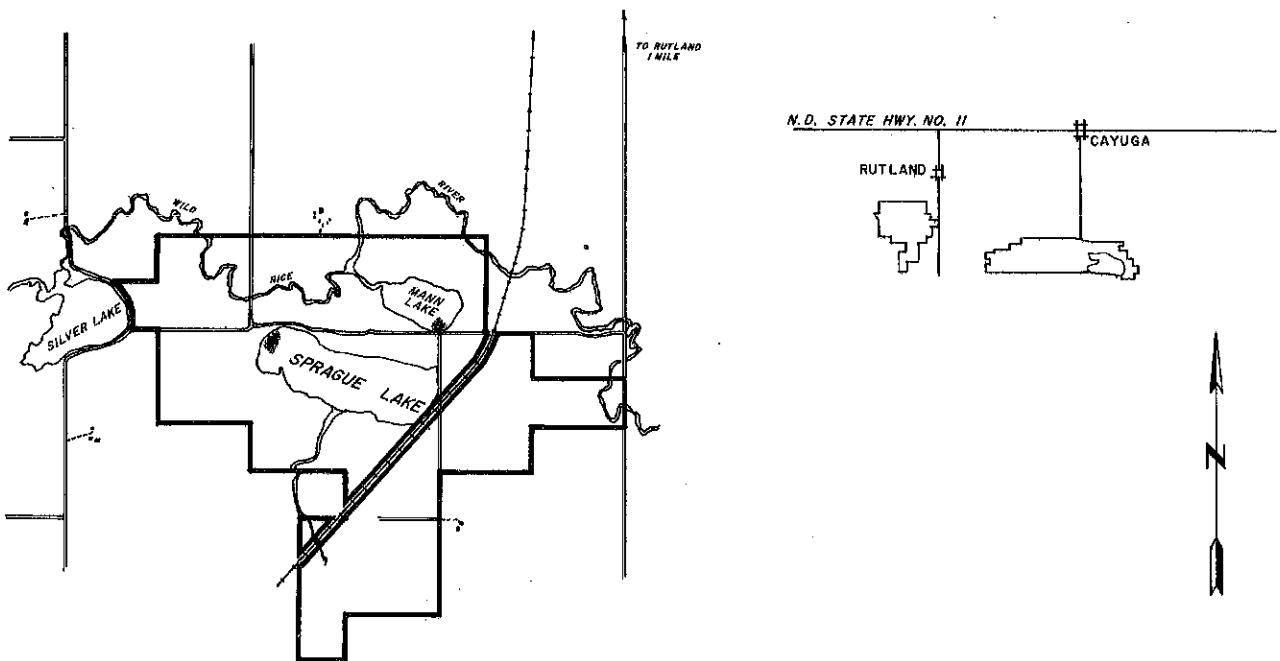 TO RUTLAND
1 MILE
N.D. STATE HWY. NO. 11
CAYUGA
RUTLAND
WILD
RIVER
RICE
MANN
LAKE
SILVER LAKE
SPRAGUE LAKE
N